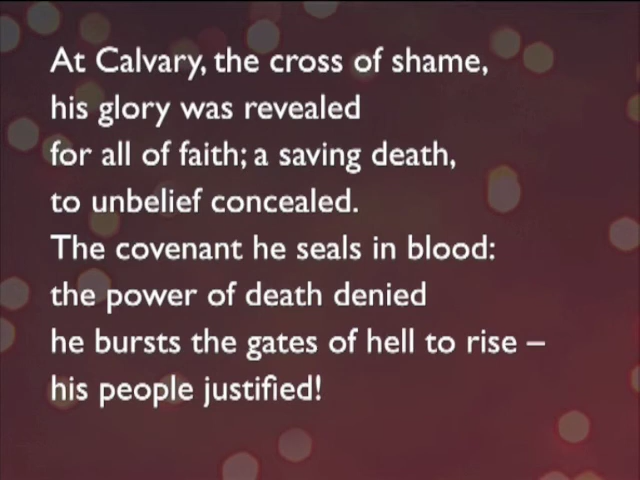 At Calvary, the cross of shame,
his glory was revealed
for all of faith; a saving death,
to unbelief concealed.
The covenant he seals in blood:
the power of death denied
he bursts the gates of hell to rise –
his people justified!